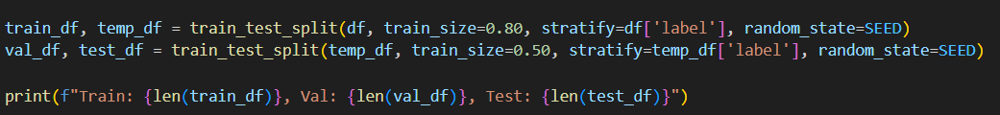 train_df, temp_df = train_test_split(df, train_size=0.80, stratify=df['label'], random_state=SEED)
val_df, test_df = train_test_split(temp_df, train_size=0.50, stratify=temp_df['label'], random_state=SEED)
print(f"Train: {len(train_df)}, Val: {len(val_df)}, Test: {len(test_df)}")